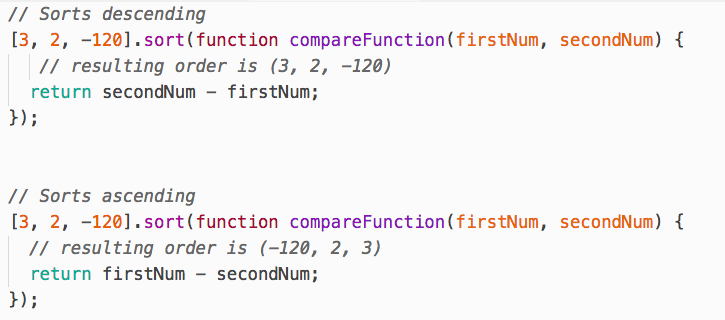 // Sorts descending
[3, 2, -120].sort(function compareFunction(firstNum, secondNum) {
// resulting order is (3, 2, -120)
return secondNum - firstNum;
});
// Sorts ascending
[3, 2, -120].sort(function compareFunction(firstNum, secondNum) {
// resulting order is (-120, 2, 3)
return firstNum - secondNum;
});